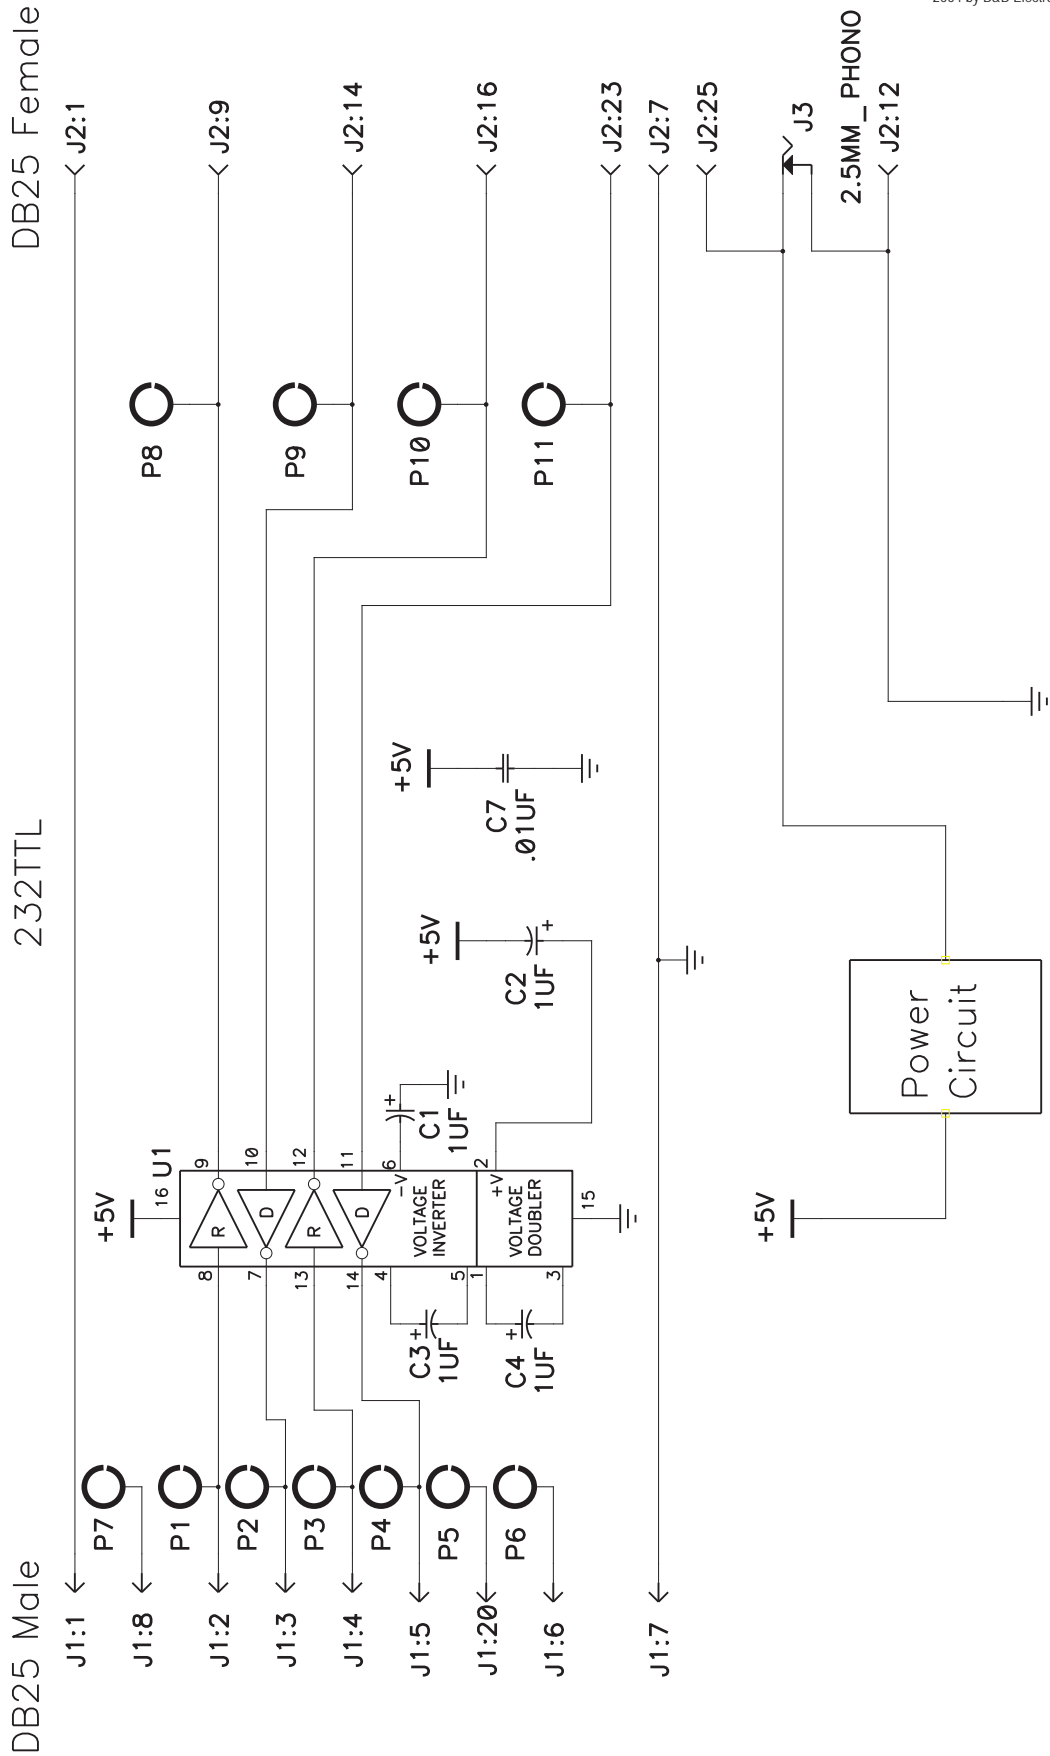 DB25 Male
232TTL
DB25 Female
J1:1
J2:1
P7
J1:8
P1
J1:2
P8
J2:9
P2
J1:3
P9
J2:14
P3
J1:4
P10
J2:16
P4
J1:5
P11
J2:23
P5
J1:20
P6
J1:6
J1:7
J2:7
J2:25
J3
2.5MM_PHONO
J2:12
+5V
16
U1
8
R
9
7
D
10
13
R
12
14
D
11
4
-V
6
VOLTAGE
INVERTER
5
1
+V
2
VOLTAGE
DOUBLER
3
15
C3
+
1UF
C4
+
1UF
C1
+
1UF
+5V
C2
+
1UF
+5V
C7
.01UF
+5V
Power
Circuit